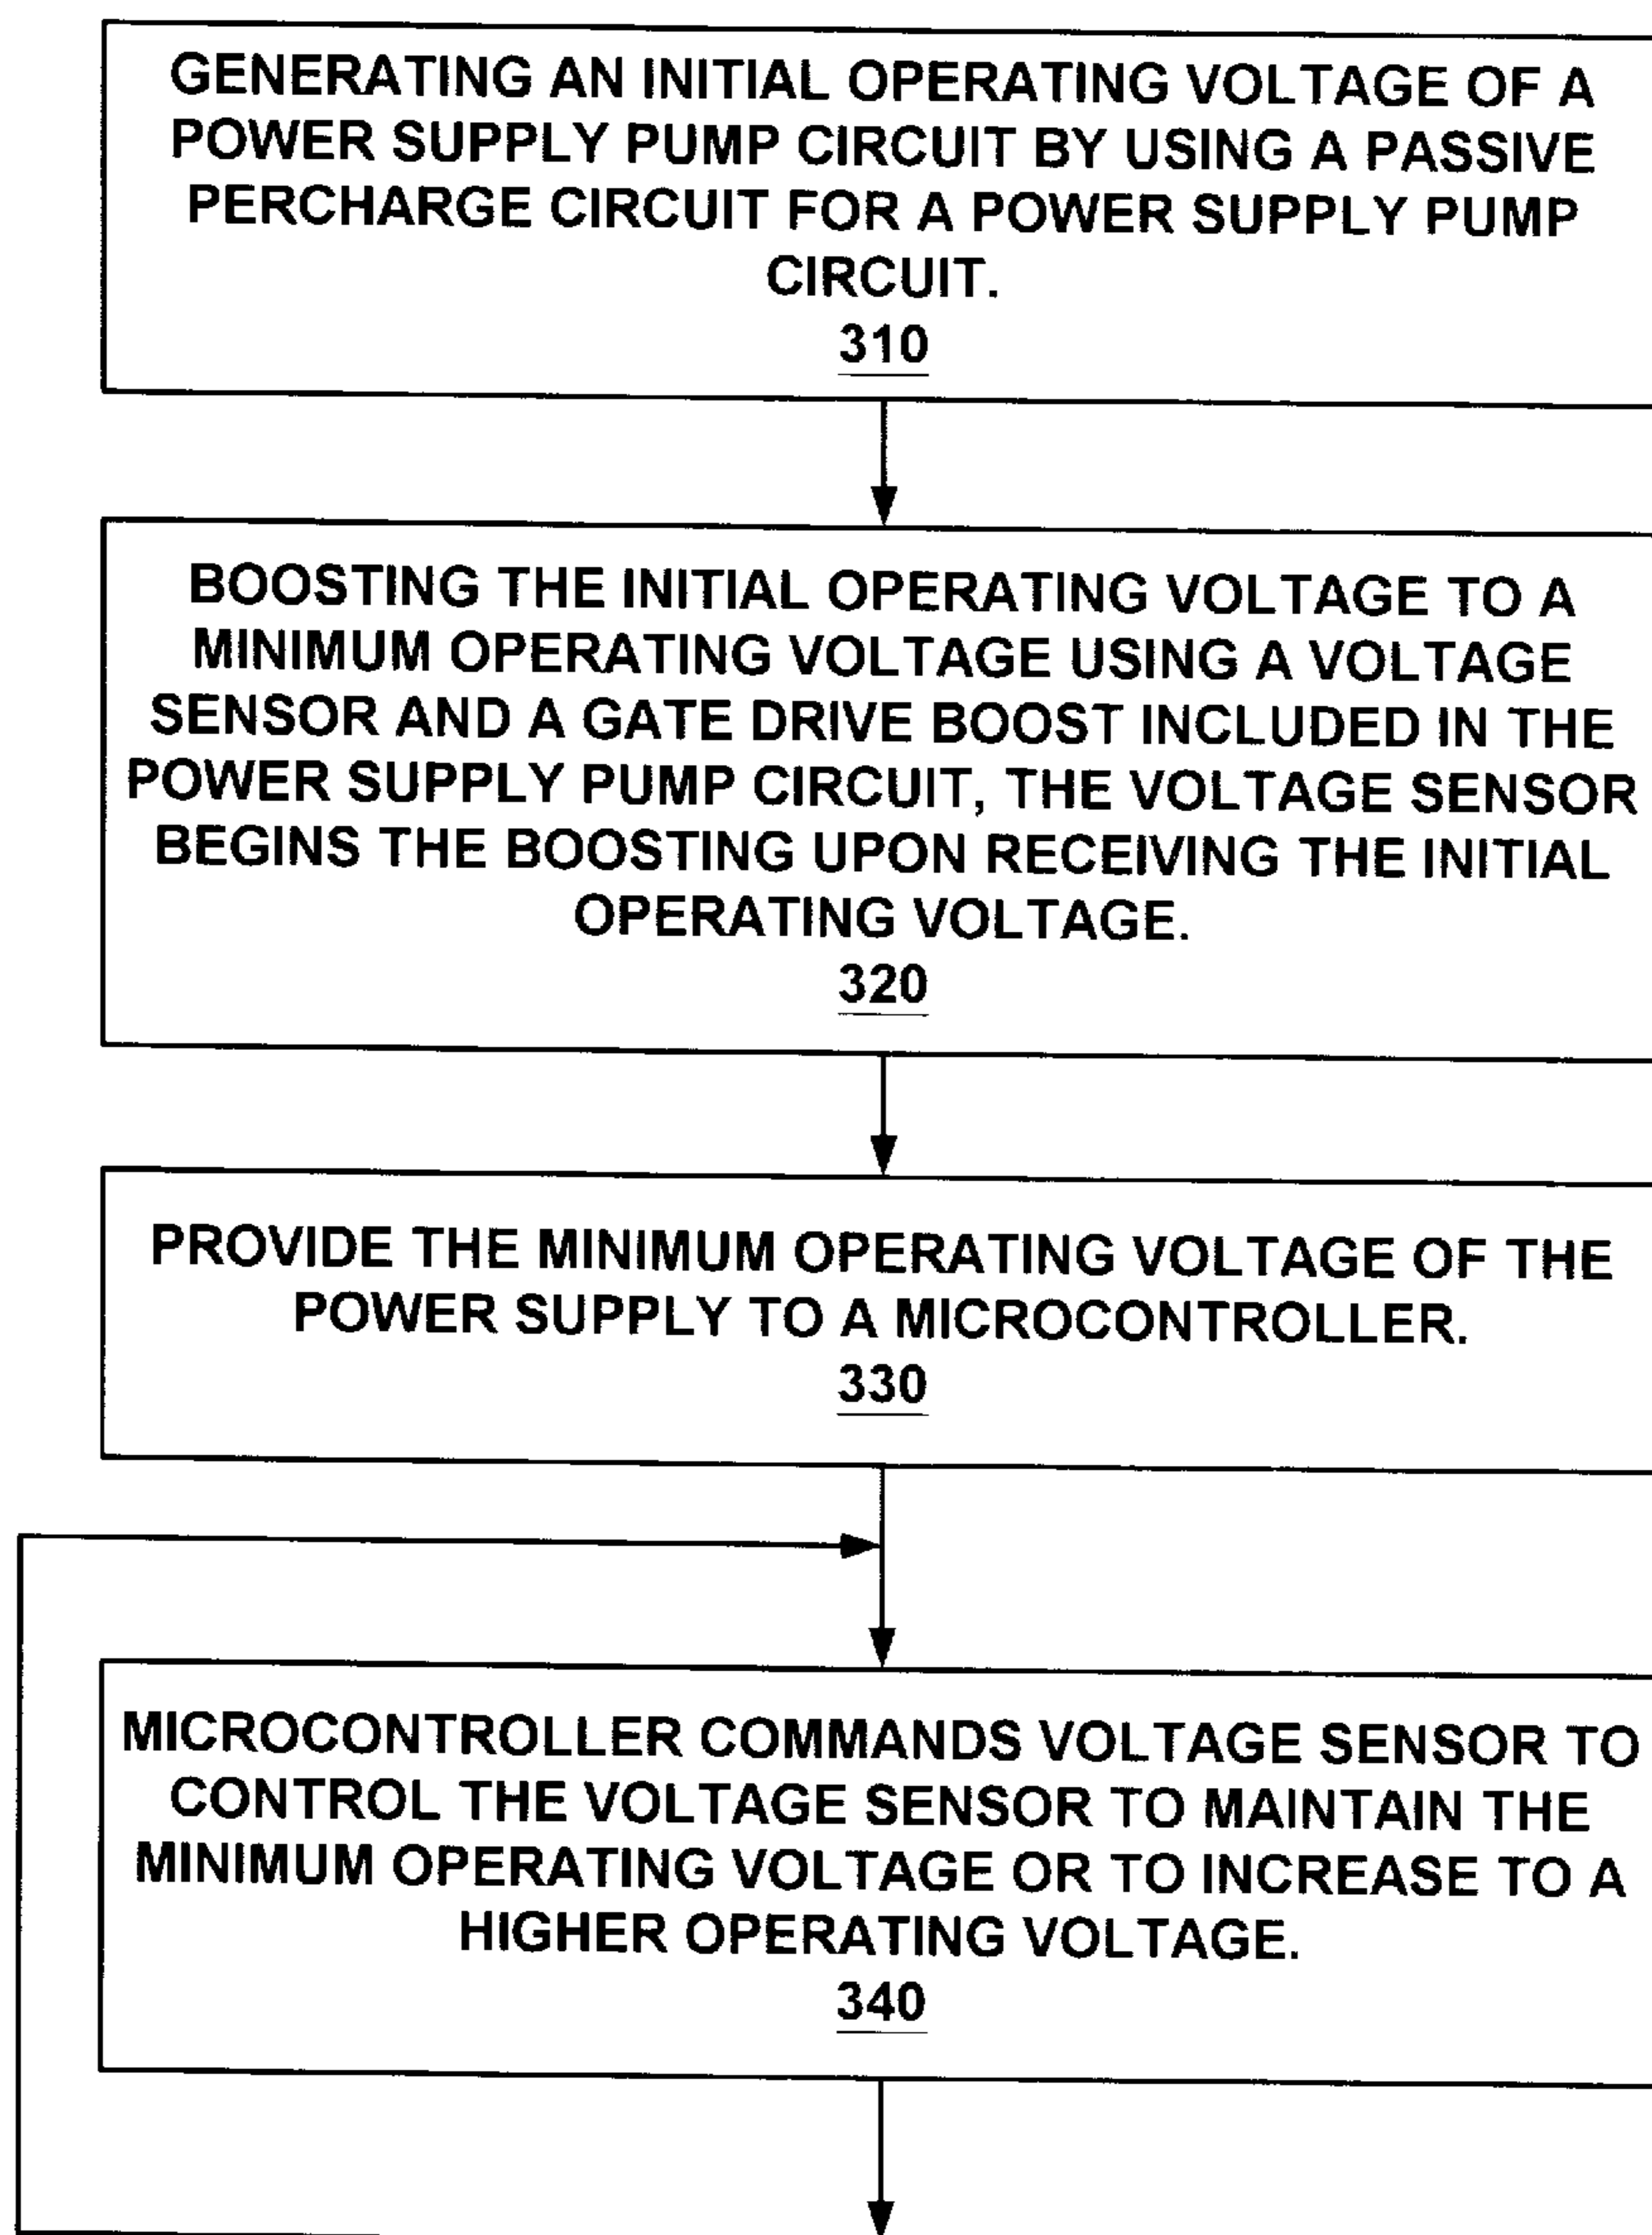 GENERATING AN INITIAL OPERATING VOLTAGE OF A
POWER SUPPLY PUMP CIRCUIT BY USING A PASSIVE
PERCHARGE CIRCUIT FOR A POWER SUPPLY PUMP
CIRCUIT.
310
BOOSTING THE INITIAL OPERATING VOLTAGE TO A
MINIMUM OPERATING VOLTAGE USING A VOLTAGE
SENSOR AND A GATE DRIVE BOOST INCLUDED IN THE
POWER SUPPLY PUMP CIRCUIT, THE VOLTAGE SENSOR
BEGINS THE BOOSTING UPON RECEIVING THE INITIAL
OPERATING VOLTAGE.
320
PROVIDE THE MINIMUM OPERATING VOLTAGE OF THE
POWER SUPPLY TO A MICROCONTROLLER.
330
MICROCONTROLLER COMMANDS VOLTAGE SENSOR TO
CONTROL THE VOLTAGE SENSOR TO MAINTAIN THE
MINIMUM OPERATING VOLTAGE OR TO INCREASE TO A
HIGHER OPERATING VOLTAGE.
340